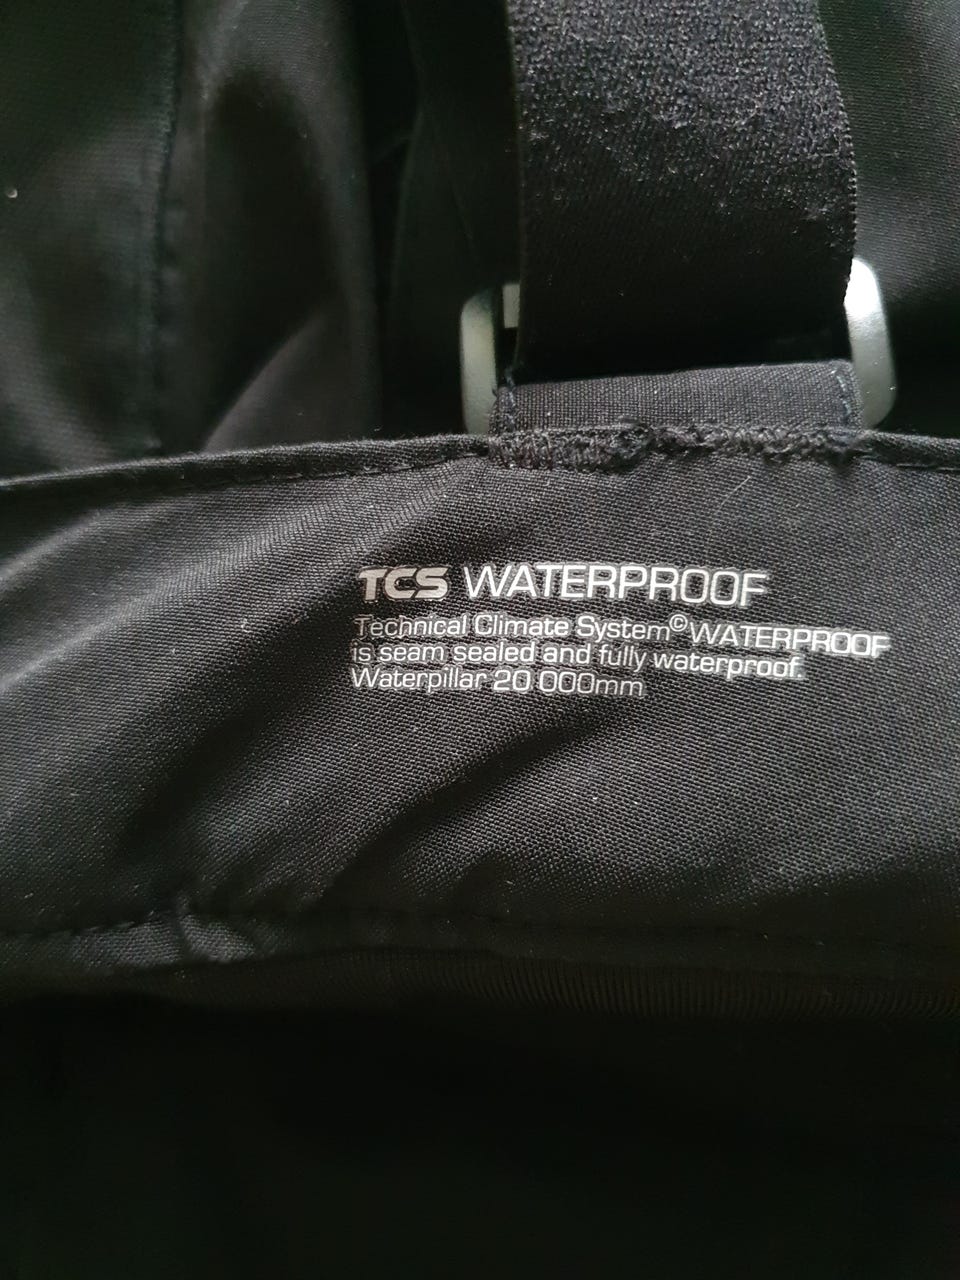 TCS WATERPROOF
Technical Climate System© WATERPROOF
is seam sealed and fully waterproof.
Waterpillar 20 000mm